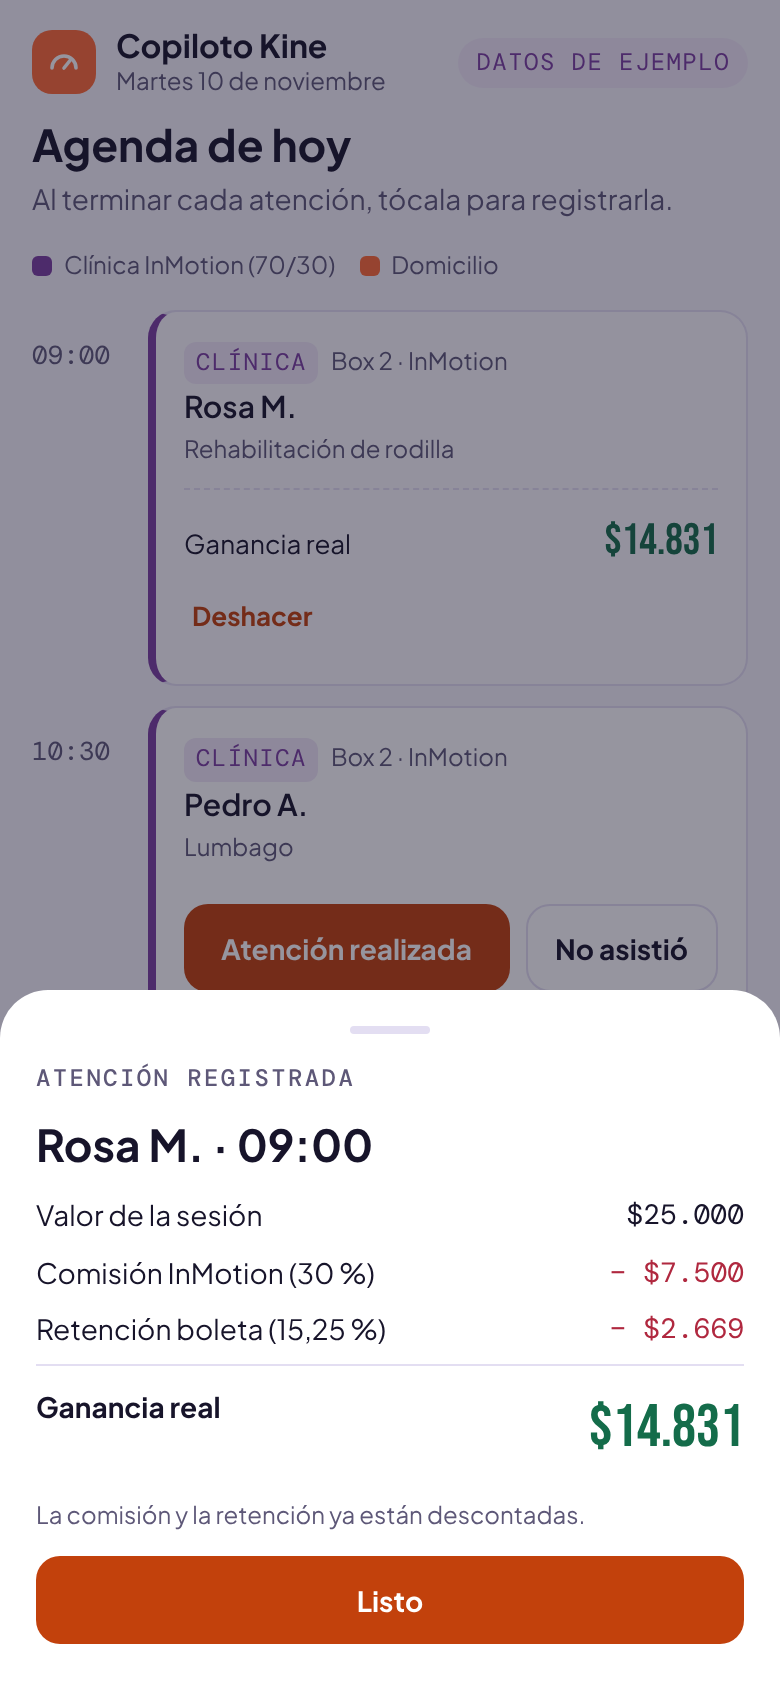 Copiloto Kine
Martes 10 de noviembre
DATOS DE EJEMPLO
Agenda de hoy
Al terminar cada atención, tócala para registrarla.
Clínica InMotion (70/30) Domicilio
09:00
CLÍNICA Box 2 · InMotion
Rosa M.
Rehabilitación de rodilla
Ganancia real $14.831
Deshacer
10:30
CLÍNICA Box 2 · InMotion
Pedro A.
Lumbago
Atención realizada No asistió
ATENCIÓN REGISTRADA
Rosa M. · 09:00
Valor de la sesión $25.000
Comisión InMotion (30 %) − $7.500
Retención boleta (15,25 %) − $2.669
Ganancia real $14.831
La comisión y la retención ya están descontadas.
Listo